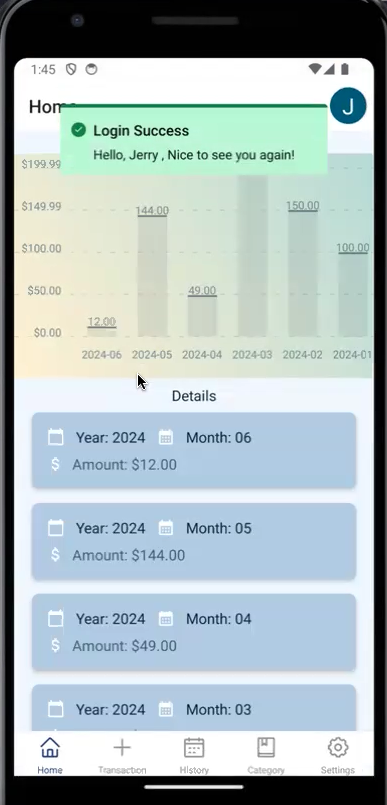 1:45
Home
J
Login Success
Hello, Jerry , Nice to see you again!
$199.99
$149.99
$100.00
$50.00
$0.00
12.00
144.00
49.00
150.00
100.00
2024-06 2024-05 2024-04 2024-03 2024-02 2024-01
Details
Year: 2024 Month: 06
$ Amount: $12.00
Year: 2024 Month: 05
$ Amount: $144.00
Year: 2024 Month: 04
$ Amount: $49.00
Year: 2024 Month: 03
Home Transaction History Category Settings